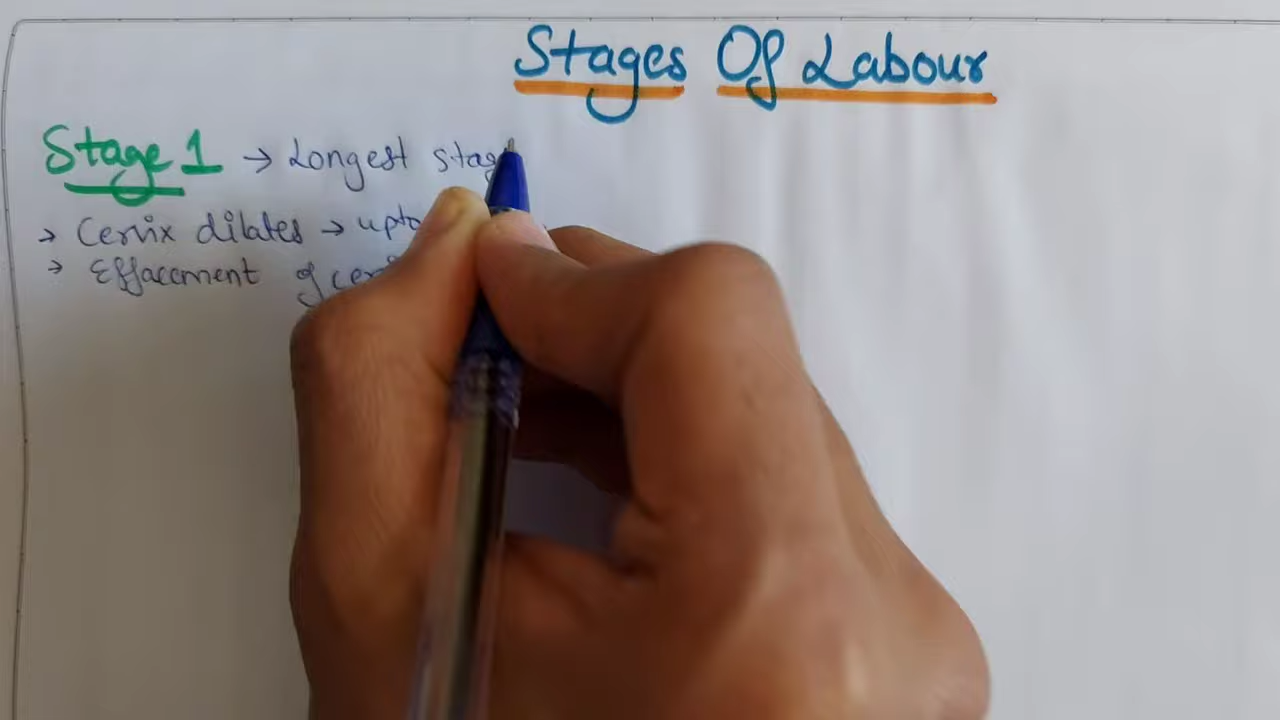 Stages Of Labour
Stage 1 → Longest stag
→ Cervix dilates → upto
→ Effacement of cer